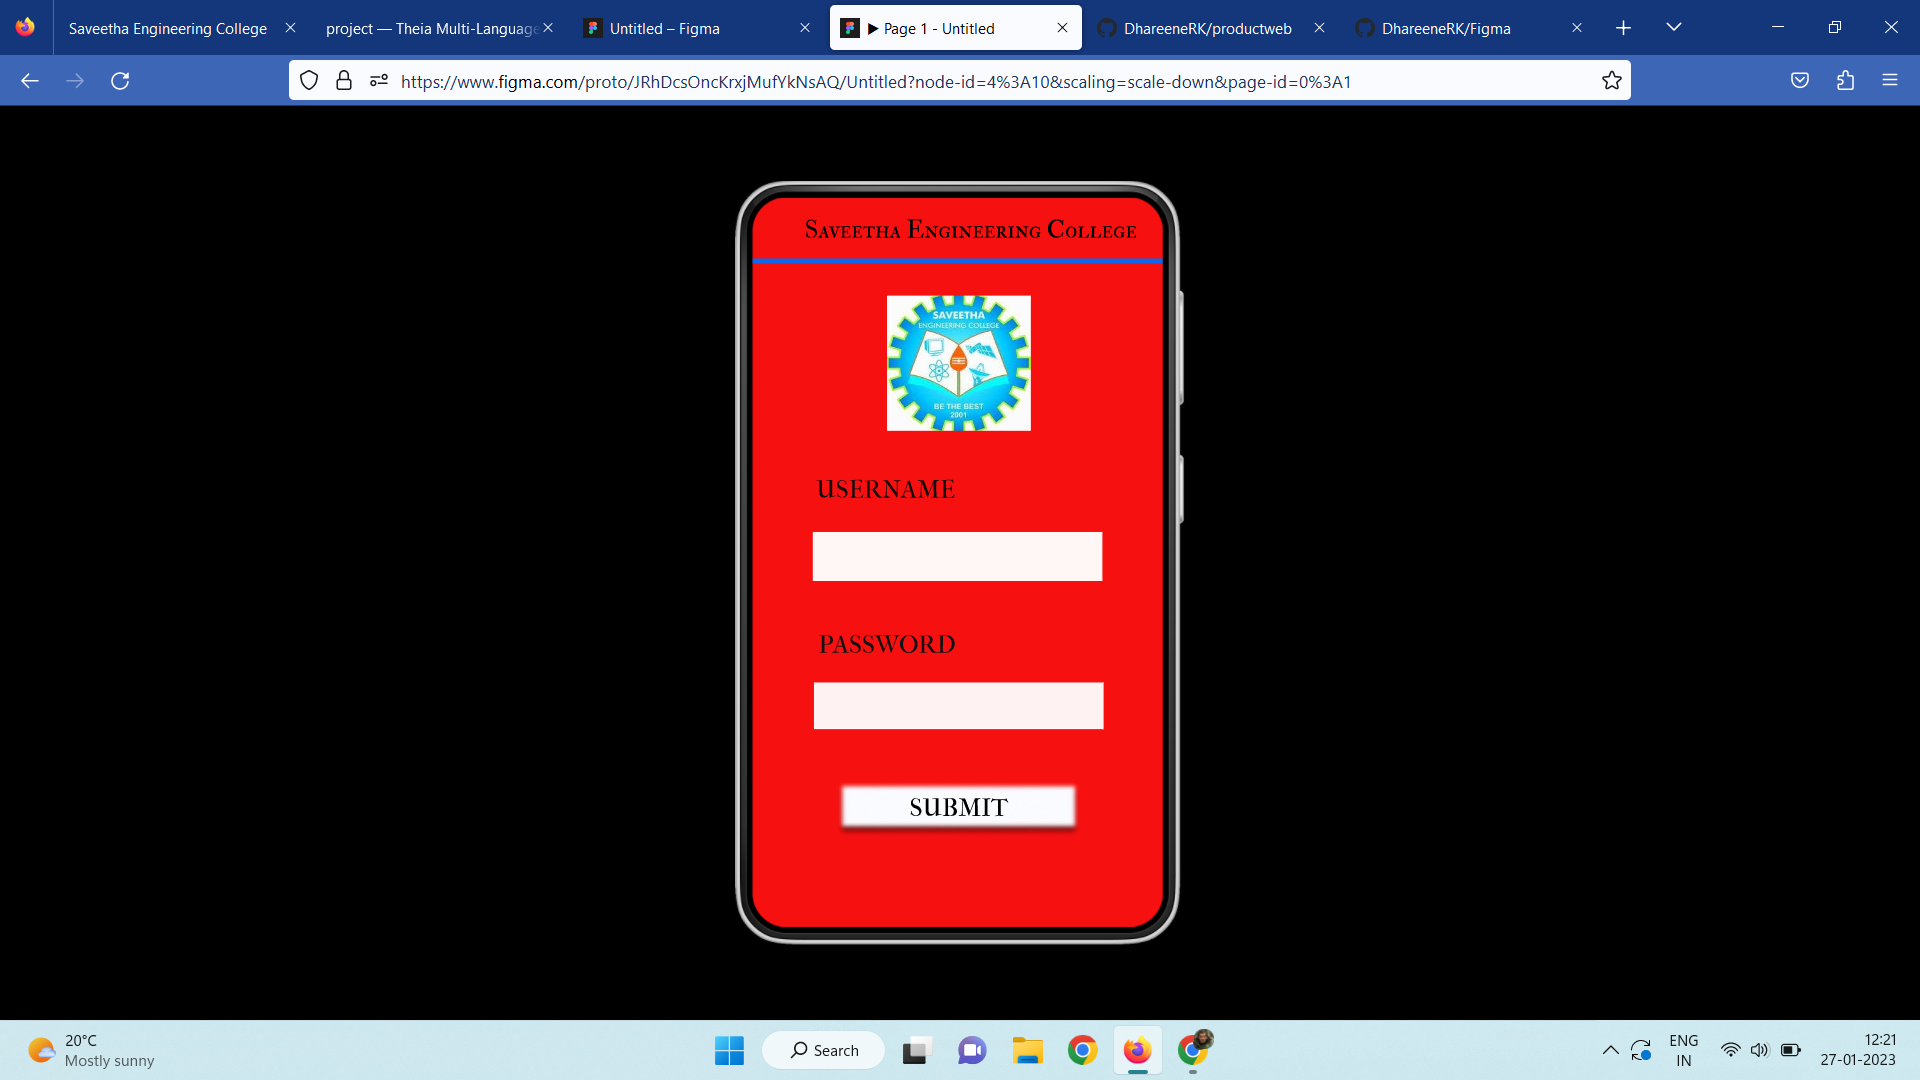 Saveetha Engineering College
project — Theia Multi-Language
Untitled – Figma
Page 1 - Untitled
DhareeneRK/productweb
DhareeneRK/Figma
https://www.figma.com/proto/JRhDcsOncKrxjMufYkNsAQ/Untitled?node-id=4%3A10&scaling=scale-down&page-id=0%3A1
Saveetha Engineering College
SAVEETHA
ENGINEERING COLLEGE
BE THE BEST
2001
USERNAME
PASSWORD
SUBMIT
20°C
Mostly sunny
Search
ENG
IN
12:21
27-01-2023